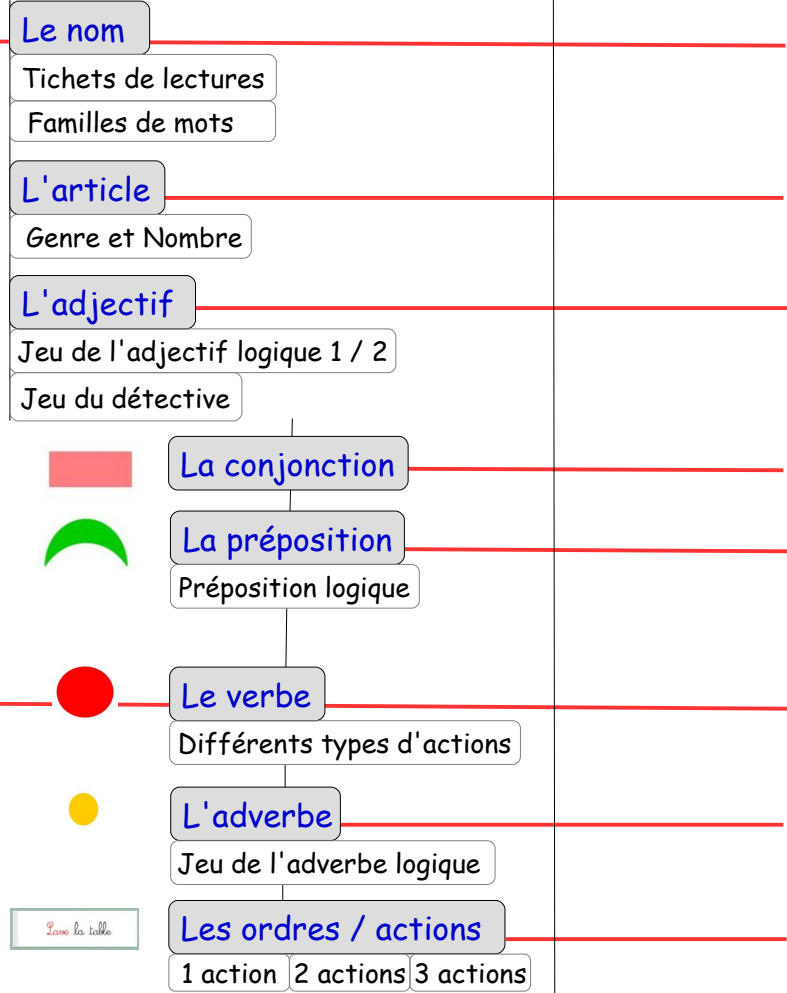 Le nom
Tichets de lectures
Familles de mots
L'article
Genre et Nombre
L'adjectif
Jeu de l'adjectif logique 1 / 2
Jeu du détective
La conjonction
La préposition
Préposition logique
Le verbe
Différents types d'actions
L'adverbe
Jeu de l'adverbe logique
Lave la table
Les ordres / actions
1 action 2 actions 3 actions